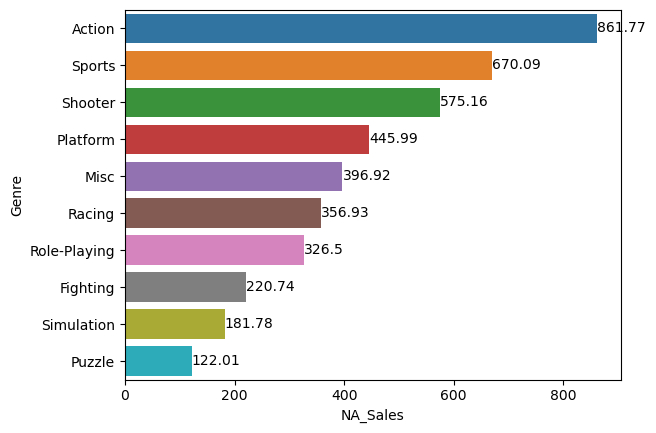 Genre
Action 861.77
Sports 670.09
Shooter 575.16
Platform 445.99
Misc 396.92
Racing 356.93
Role-Playing 326.5
Fighting 220.74
Simulation 181.78
Puzzle 122.01
0 200 400 600 800
NA_Sales